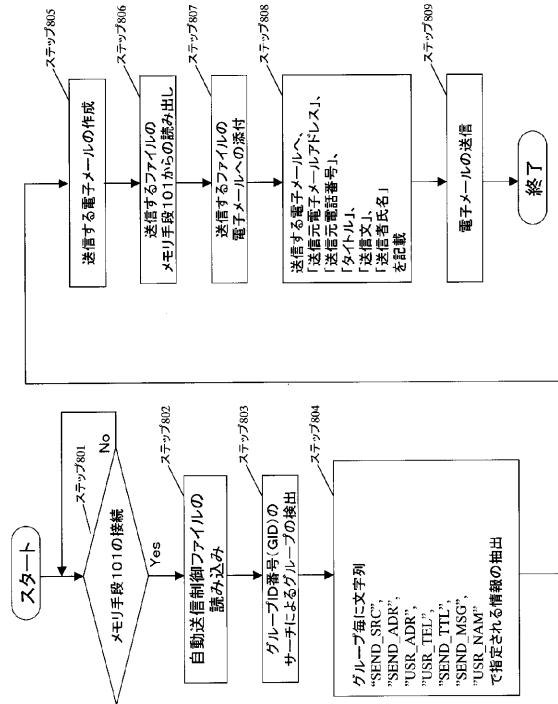 スタート
ステップ801
メモリ手段101の接続
No
Yes
ステップ802
自動送信制御ファイルの
読み込み
ステップ803
グループID番号(GID)の
サーチによるグループの検出
ステップ804
グループ毎に文字列
“SEND_SRC”,
”SEND_ADR”,
”USR_ADR”,
”USR_TEL”,
”SEND_TTL”,
”SEND_MSG”,
”USR_NAM”
で指定される情報の抽出
ステップ805
送信する電子メールの作成
ステップ806
送信するファイルの
メモリ手段101からの読み出し
ステップ807
送信するファイルの
電子メールへの添付
ステップ808
送信する電子メールへ、
「送信元電子メールアドレス」、
「送信元電話番号」、
「タイトル」、
「送信文」、
「送信者氏名」
を記載
ステップ809
電子メールの送信
終了